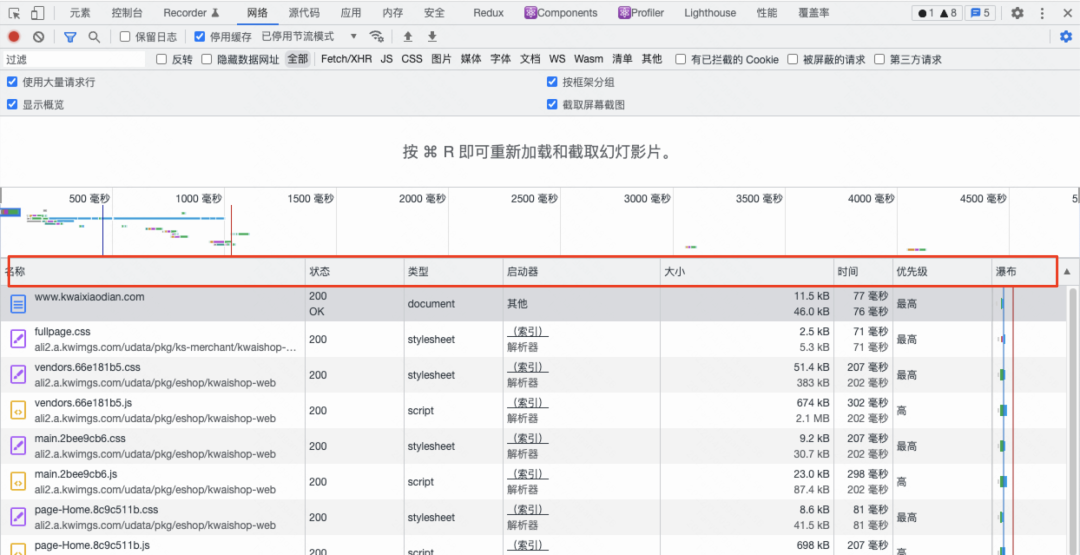 元素 控制台 Recorder 网络 源代码 应用 内存 安全 Redux Components Profiler Lighthouse 性能 覆盖率 1 8 5
保留日志 停用缓存 已停用节流模式
过滤 反转 隐藏数据网址 全部 Fetch/XHR JS CSS 图片 媒体 字体 文档 WS Wasm 清单 其他 有已拦截的 Cookie 被屏蔽的请求 第三方请求
使用大量请求行 按框架分组
显示概览 截取屏幕截图
按 ⌘ R 即可重新加载和截取幻灯影片。
500 毫秒 1000 毫秒 1500 毫秒 2000 毫秒 2500 毫秒 3000 毫秒 3500 毫秒 4000 毫秒 4500 毫秒 5
名称 状态 类型 启动器 大小 时间 优先级 瀑布
www.kwaixiaodian.com 200 document 其他 11.5 kB 77 毫秒 最高
OK 46.0 kB 76 毫秒
fullpage.css 200 stylesheet （索引） 2.5 kB 71 毫秒 最高
ali2.a.kwimgs.com/udata/pkg/ks-merchant/kwaishop-... 解析器 5.3 kB 71 毫秒
vendors.66e181b5.css 200 stylesheet （索引） 51.4 kB 207 毫秒 最高
ali2.a.kwimgs.com/udata/pkg/eshop/kwaishop-web 解析器 383 kB 202 毫秒
vendors.66e181b5.js 200 script （索引） 674 kB 302 毫秒 高
ali2.a.kwimgs.com/udata/pkg/eshop/kwaishop-web 解析器 2.1 MB 202 毫秒
main.2bee9cb6.css 200 stylesheet （索引） 9.2 kB 207 毫秒 最高
ali2.a.kwimgs.com/udata/pkg/eshop/kwaishop-web 解析器 30.7 kB 202 毫秒
main.2bee9cb6.js 200 script （索引） 23.0 kB 298 毫秒 高
ali2.a.kwimgs.com/udata/pkg/eshop/kwaishop-web 解析器 87.4 kB 202 毫秒
page-Home.8c9c511b.css 200 stylesheet （索引） 8.6 kB 81 毫秒 最高
ali2.a.kwimgs.com/udata/pkg/eshop/kwaishop-web 解析器 41.5 kB 81 毫秒
page-Home.8c9c511b.js 200 script （索引） 698 kB 207 毫秒 高